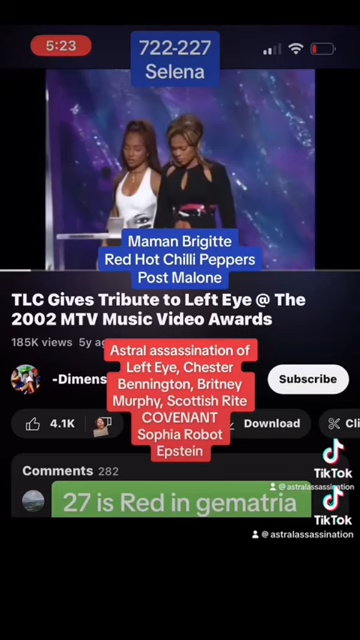 5:23
722-227
Selena
Maman Brigitte
Red Hot Chilli Peppers
Post Malone
TLC Gives Tribute to Left Eye @ The
2002 MTV Music Video Awards
185K views 5y ag
Astral assassination of
Left Eye, Chester
Bennington, Britney
Murphy, Scottish Rite
COVENANT
Sophia Robot
Epstein
-Dimens
Subscribe
4.1K
Download
Cli
Comments 282
27 is Red in gematria
TikTok
@astralassassination
TikTok
@astralassassination